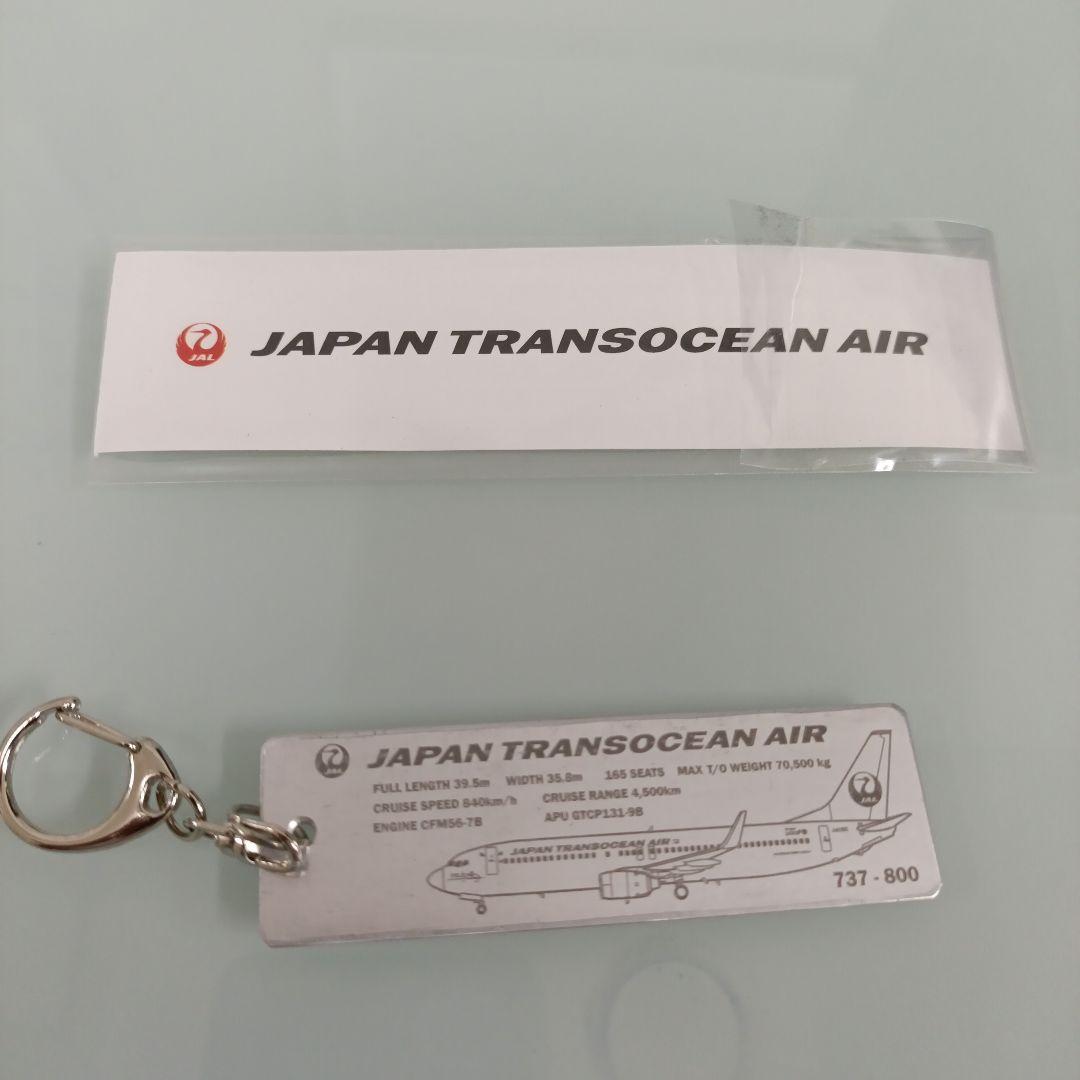 JAL
JAPAN TRANSOCEAN AIR
JAL
JAPAN TRANSOCEAN AIR
FULL LENGTH 39.5m WIDTH 35.8m 165 SEATS MAX T/O WEIGHT 70,500 kg
CRUISE SPEED 840km/h CRUISE RANGE 4,500km
ENGINE CFM56-7B APU GTCP131-9B
JAL
JAPAN TRANSOCEAN AIR
737 - 800